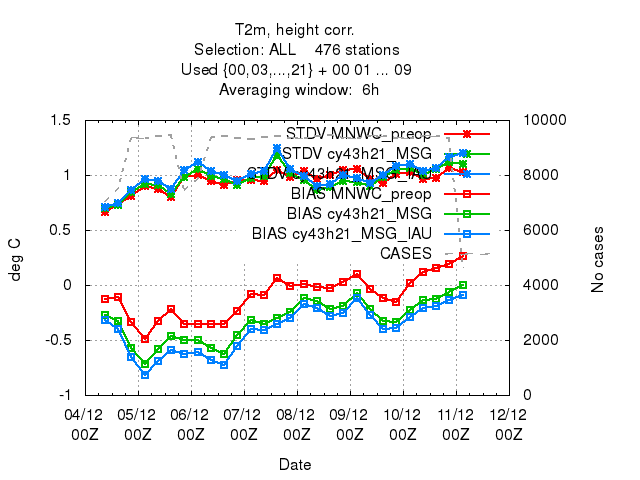 T2m, height corr.
Selection: ALL    476 stations
Used {00,03,...,21} + 00 01 ... 09
Averaging window:  6h
1.5
1
0.5
0
-0.5
-1
deg C
10000
8000
6000
4000
2000
0
No cases
STDV MNWC_preop
STDV cy43h21_MSG
STDV cy43h21_MSG_IAU
BIAS MNWC_preop
BIAS cy43h21_MSG
BIAS cy43h21_MSG_IAU
CASES
04/12 05/12 06/12 07/12 08/12 09/12 10/12 11/12 12/12
00Z 00Z 00Z 00Z 00Z 00Z 00Z 00Z 00Z
Date